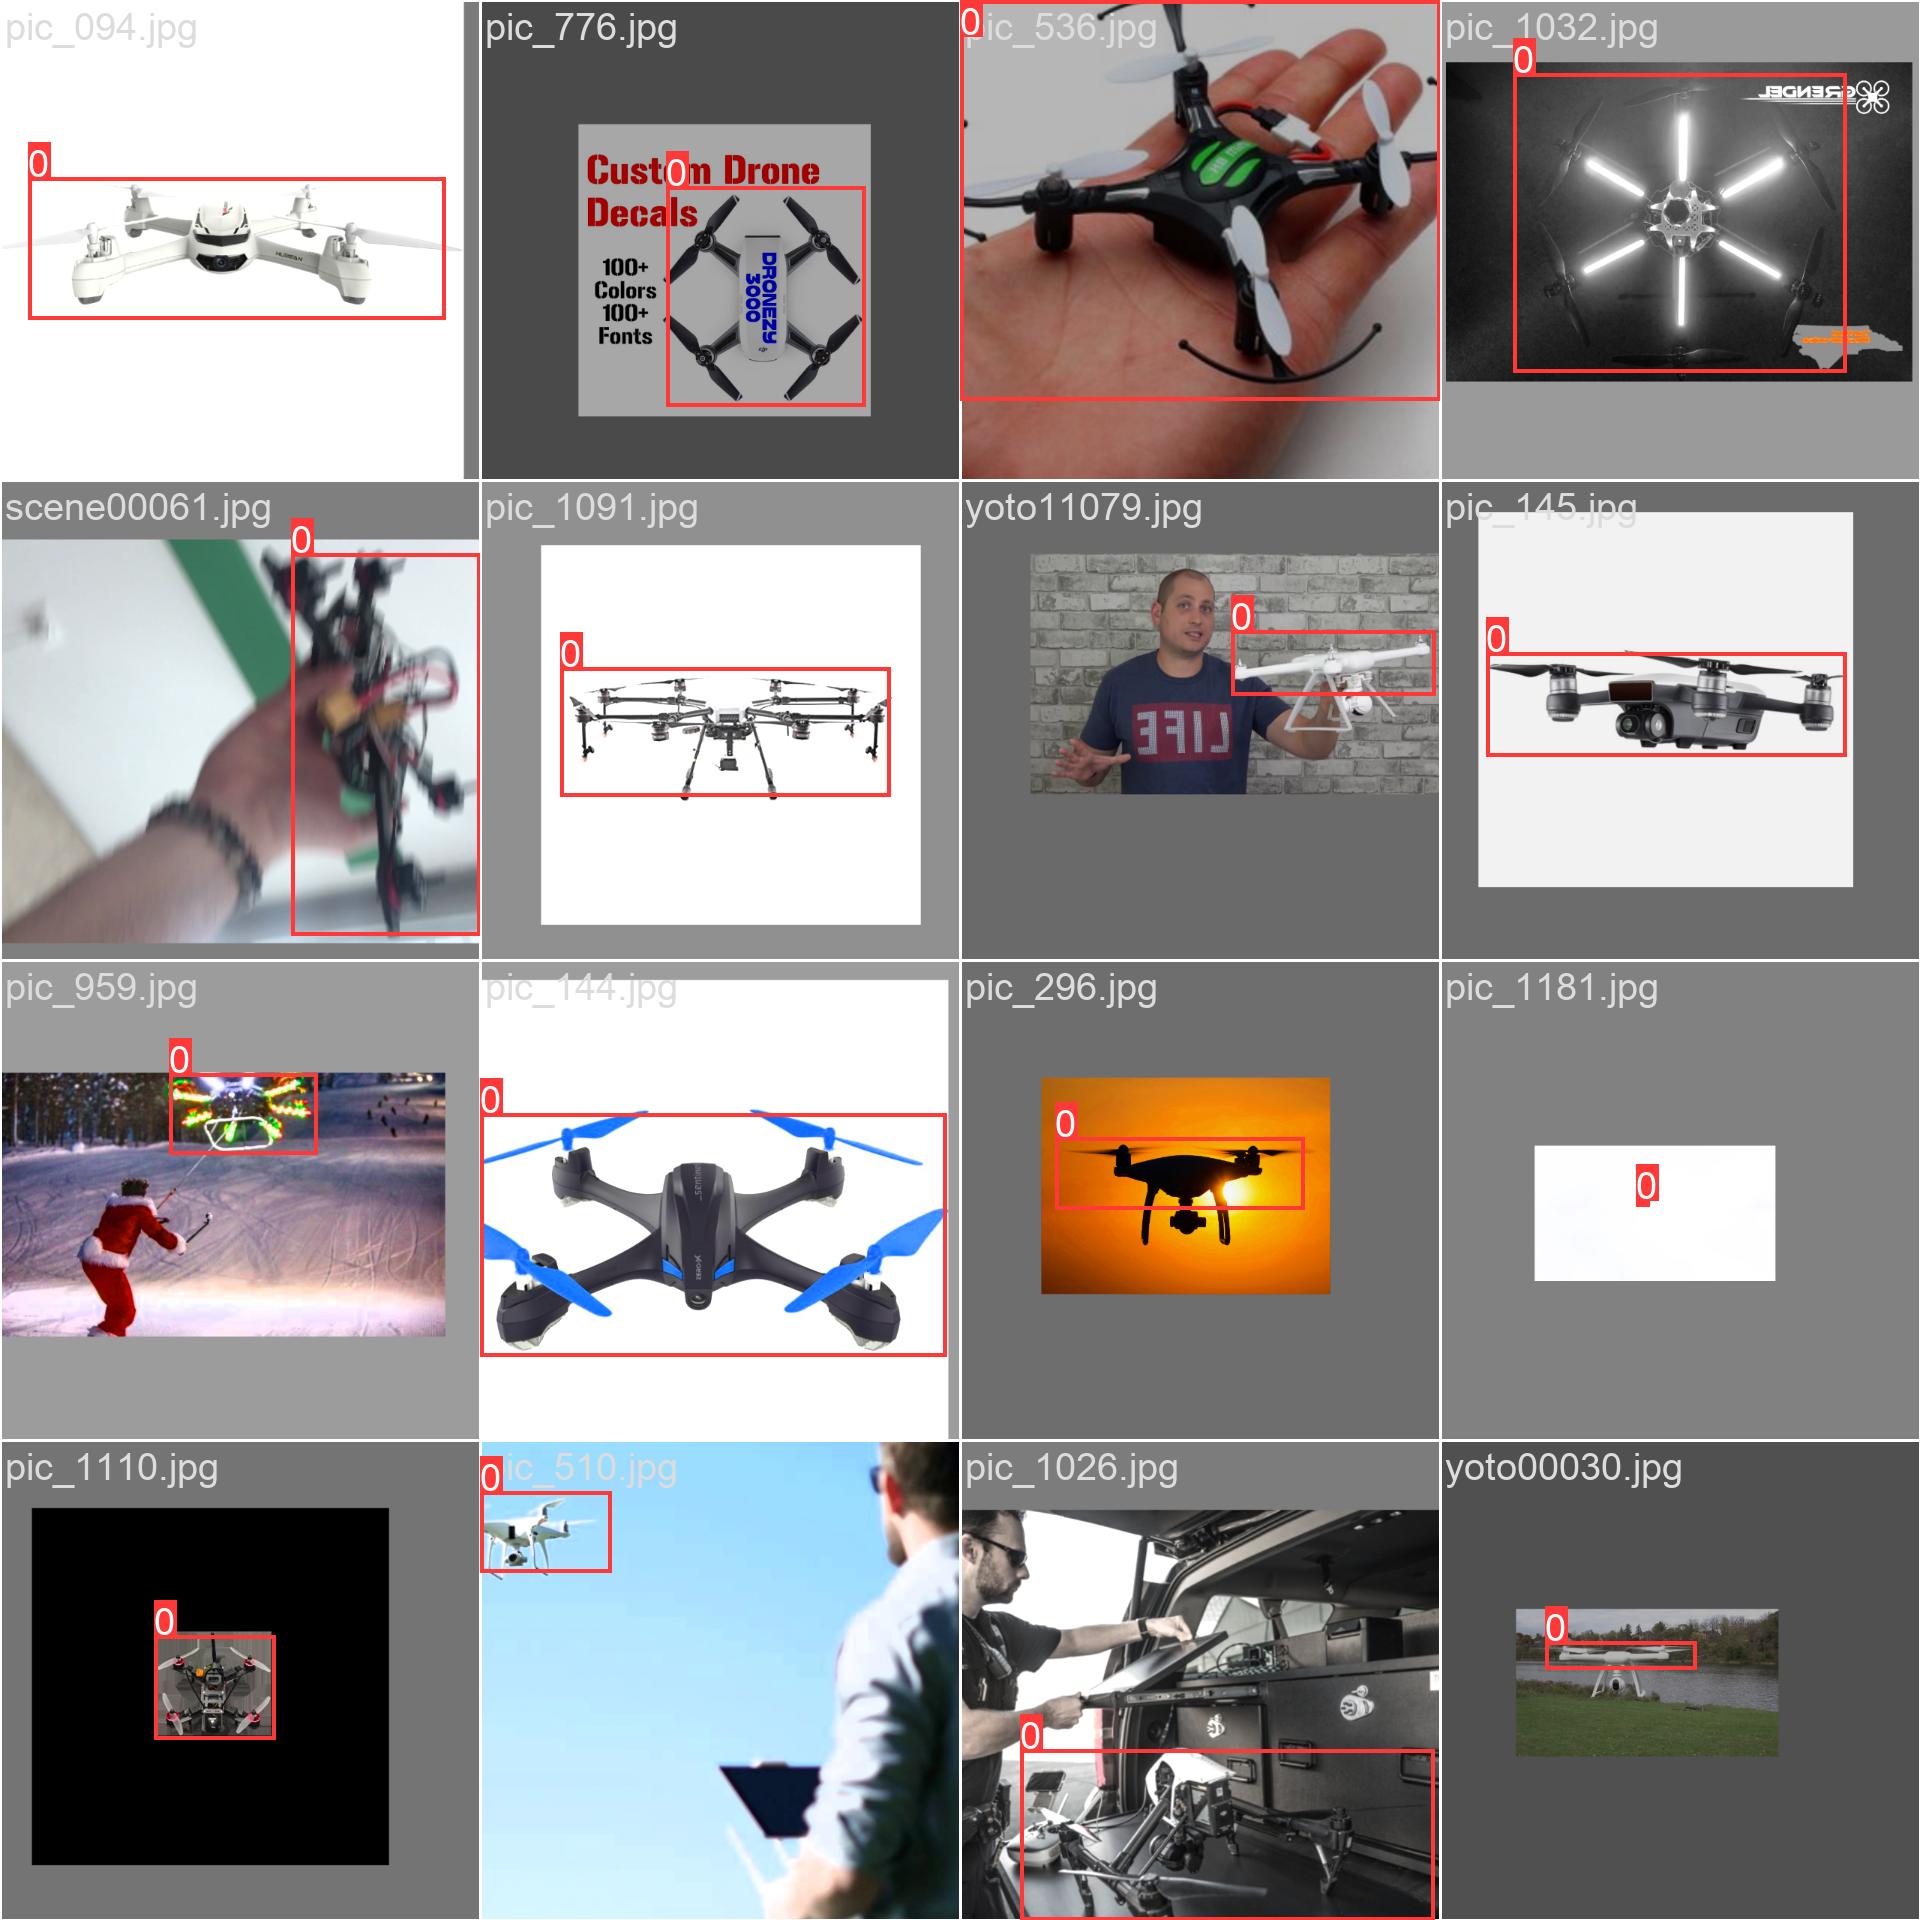 pic_094.jpg
pic_776.jpg
pic_536.jpg
pic_1032.jpg
0
0
0
0
Custom Drone
Decals
100+
Colors
100+
Fonts
DRONEZY
3000
GRENDEL
HUBSAN
scene00061.jpg
pic_1091.jpg
yoto11079.jpg
pic_145.jpg
0
0
0
0
LIFE
pic_959.jpg
pic_144.jpg
pic_296.jpg
pic_1181.jpg
0
0
0
0
pic_1110.jpg
pic_510.jpg
pic_1026.jpg
yoto00030.jpg
0
0
0
0